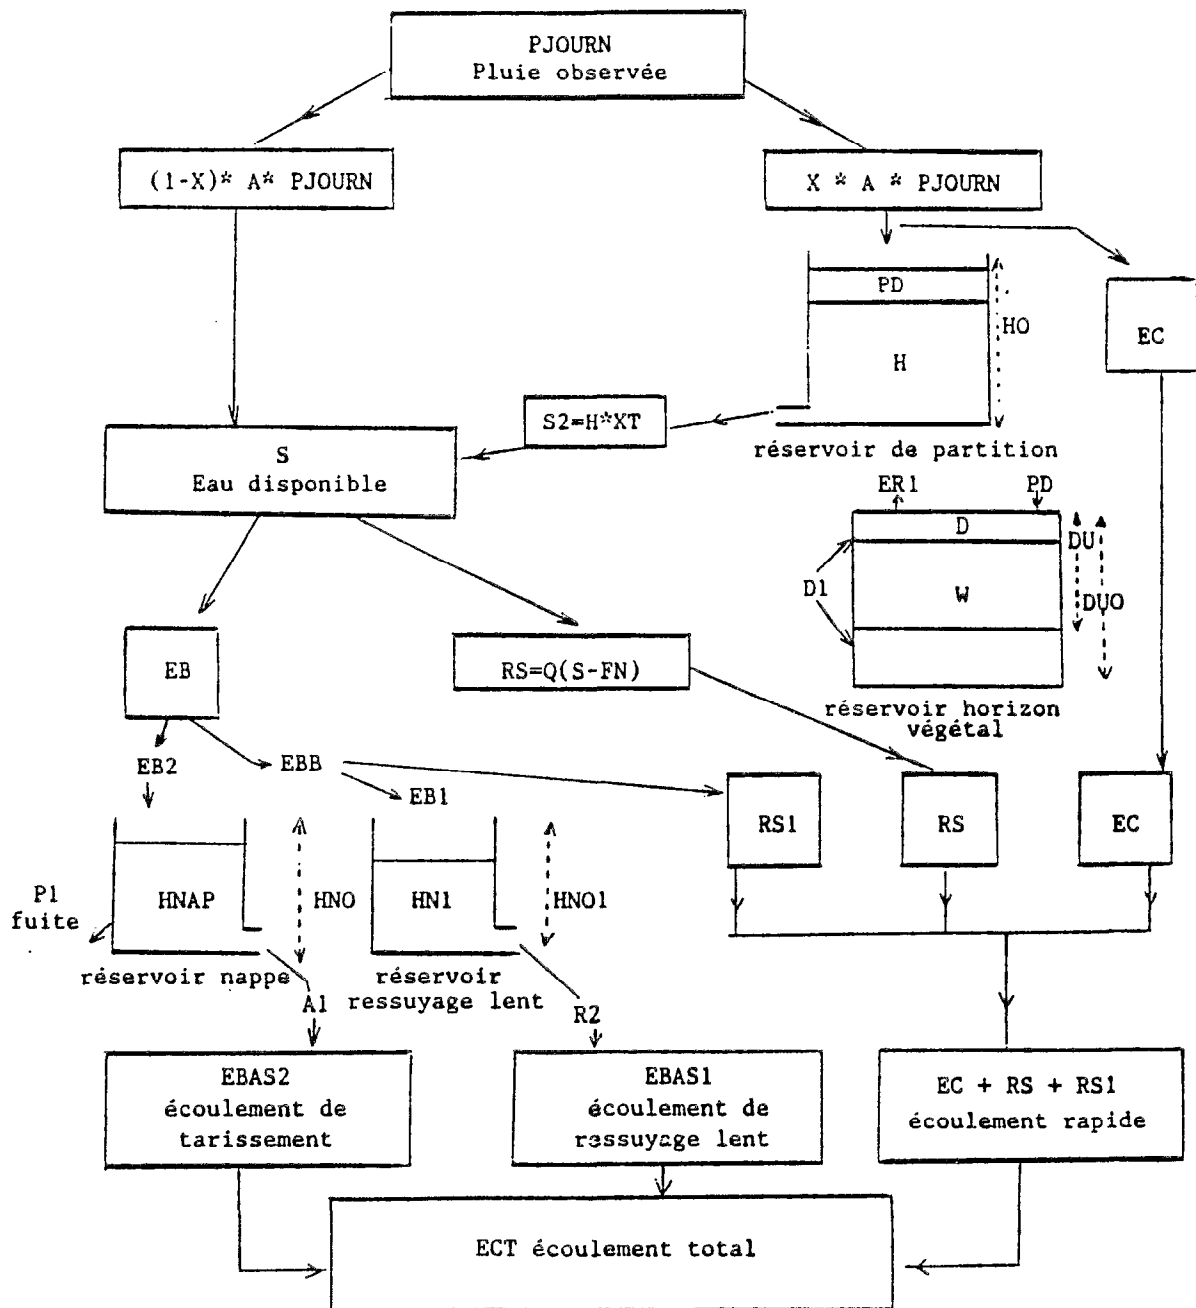 PJOURN
Pluie observée
(1-X)* A* PJOURN
X * A * PJOURN
PD
HO
EC
H
S2=H*XT
réservoir de partition
S
Eau disponible
ER1
PD
D
DU
D1
W
DUO
EB
RS=Q(S-FN)
réservoir horizon
végétal
EB2
EBB
EB1
RS1
RS
EC
P1
fuite
HNAP
HNO
HN1
HNO1
réservoir nappe
réservoir
ressuyage lent
A1
R2
EBAS2
écoulement de
tarissement
EBAS1
écoulement de
ressuyage lent
EC + RS + RS1
écoulement rapide
ECT écoulement total